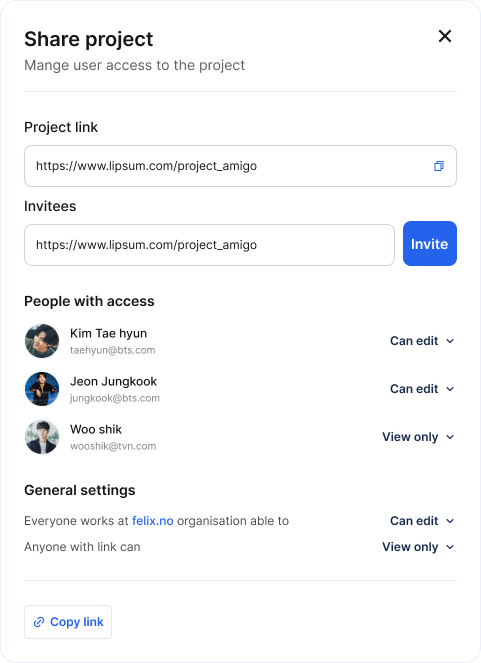 Share project
Mange user access to the project
Project link
https://www.lipsum.com/project_amigo
Invitees
https://www.lipsum.com/project_amigo
Invite
People with access
Kim Tae hyun
taehyun@bts.com
Can edit
Jeon Jungkook
jungkook@bts.com
Can edit
Woo shik
wooshik@tvn.com
View only
General settings
Everyone works at felix.no organisation able to
Can edit
Anyone with link can
View only
Copy link